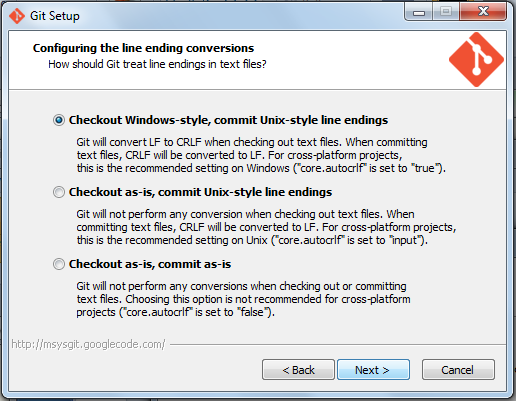 Git Setup
Configuring the line ending conversions
How should Git treat line endings in text files?
Checkout Windows-style, commit Unix-style line endings
Git will convert LF to CRLF when checking out text files. When committing
text files, CRLF will be converted to LF. For cross-platform projects,
this is the recommended setting on Windows ("core.autocrlf" is set to "true").
Checkout as-is, commit Unix-style line endings
Git will not perform any conversion when checking out text files. When
committing text files, CRLF will be converted to LF. For cross-platform projects,
this is the recommended setting on Unix ("core.autocrlf" is set to "input").
Checkout as-is, commit as-is
Git will not perform any conversions when checking out or committing
text files. Choosing this option is not recommended for cross-platform
projects ("core.autocrlf" is set to "false").
http://msysgit.googlecode.com/
< Back
Next >
Cancel